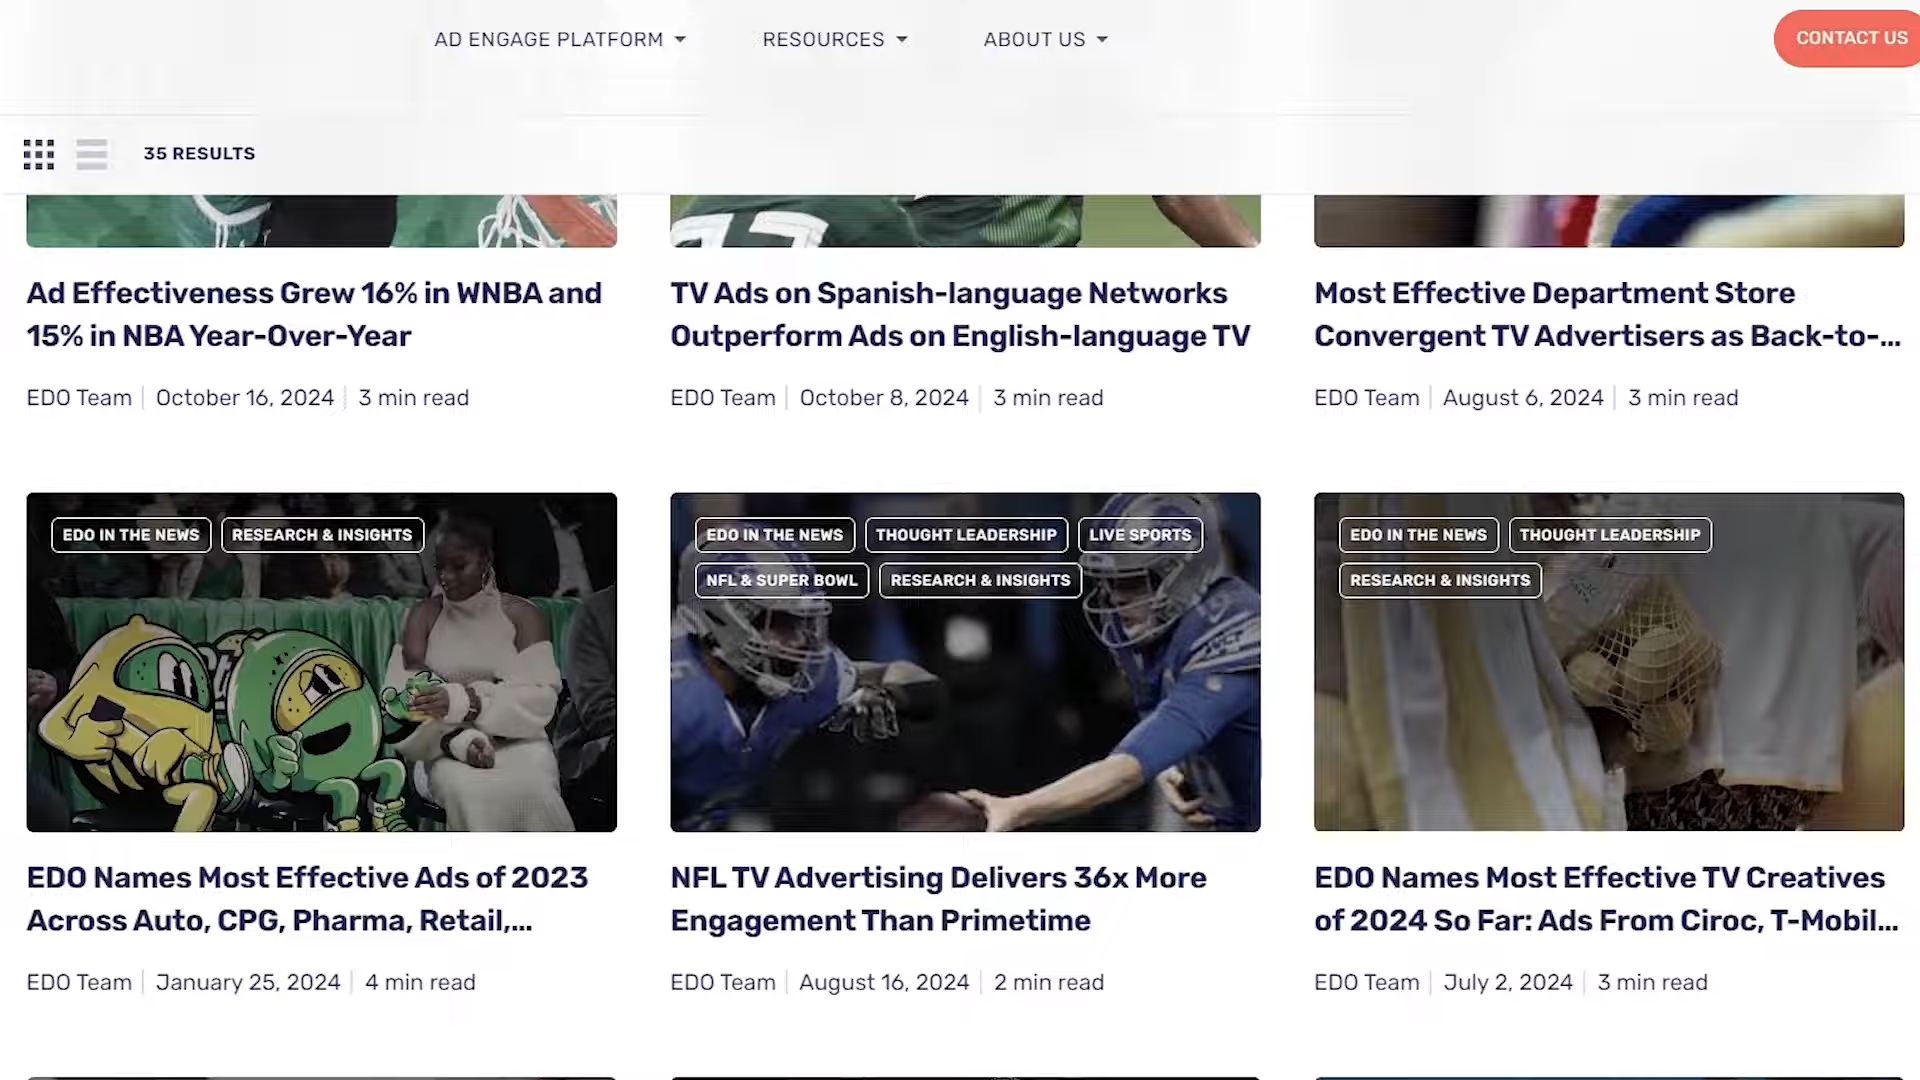 AD ENGAGE PLATFORM
RESOURCES
ABOUT US
CONTACT US
35 RESULTS
Ad Effectiveness Grew 16% in WNBA and
15% in NBA Year-Over-Year
EDO Team | October 16, 2024 | 3 min read
TV Ads on Spanish-language Networks
Outperform Ads on English-language TV
EDO Team | October 8, 2024 | 3 min read
Most Effective Department Store
Convergent TV Advertisers as Back-to-...
EDO Team | August 6, 2024 | 3 min read
EDO IN THE NEWS
RESEARCH & INSIGHTS
EDO Names Most Effective Ads of 2023
Across Auto, CPG, Pharma, Retail,...
EDO Team | January 25, 2024 | 4 min read
EDO IN THE NEWS
THOUGHT LEADERSHIP
LIVE SPORTS
NFL & SUPER BOWL
RESEARCH & INSIGHTS
NFL TV Advertising Delivers 36x More
Engagement Than Primetime
EDO Team | August 16, 2024 | 2 min read
EDO IN THE NEWS
THOUGHT LEADERSHIP
RESEARCH & INSIGHTS
EDO Names Most Effective TV Creatives
of 2024 So Far: Ads From Ciroc, T-Mobil...
EDO Team | July 2, 2024 | 3 min read